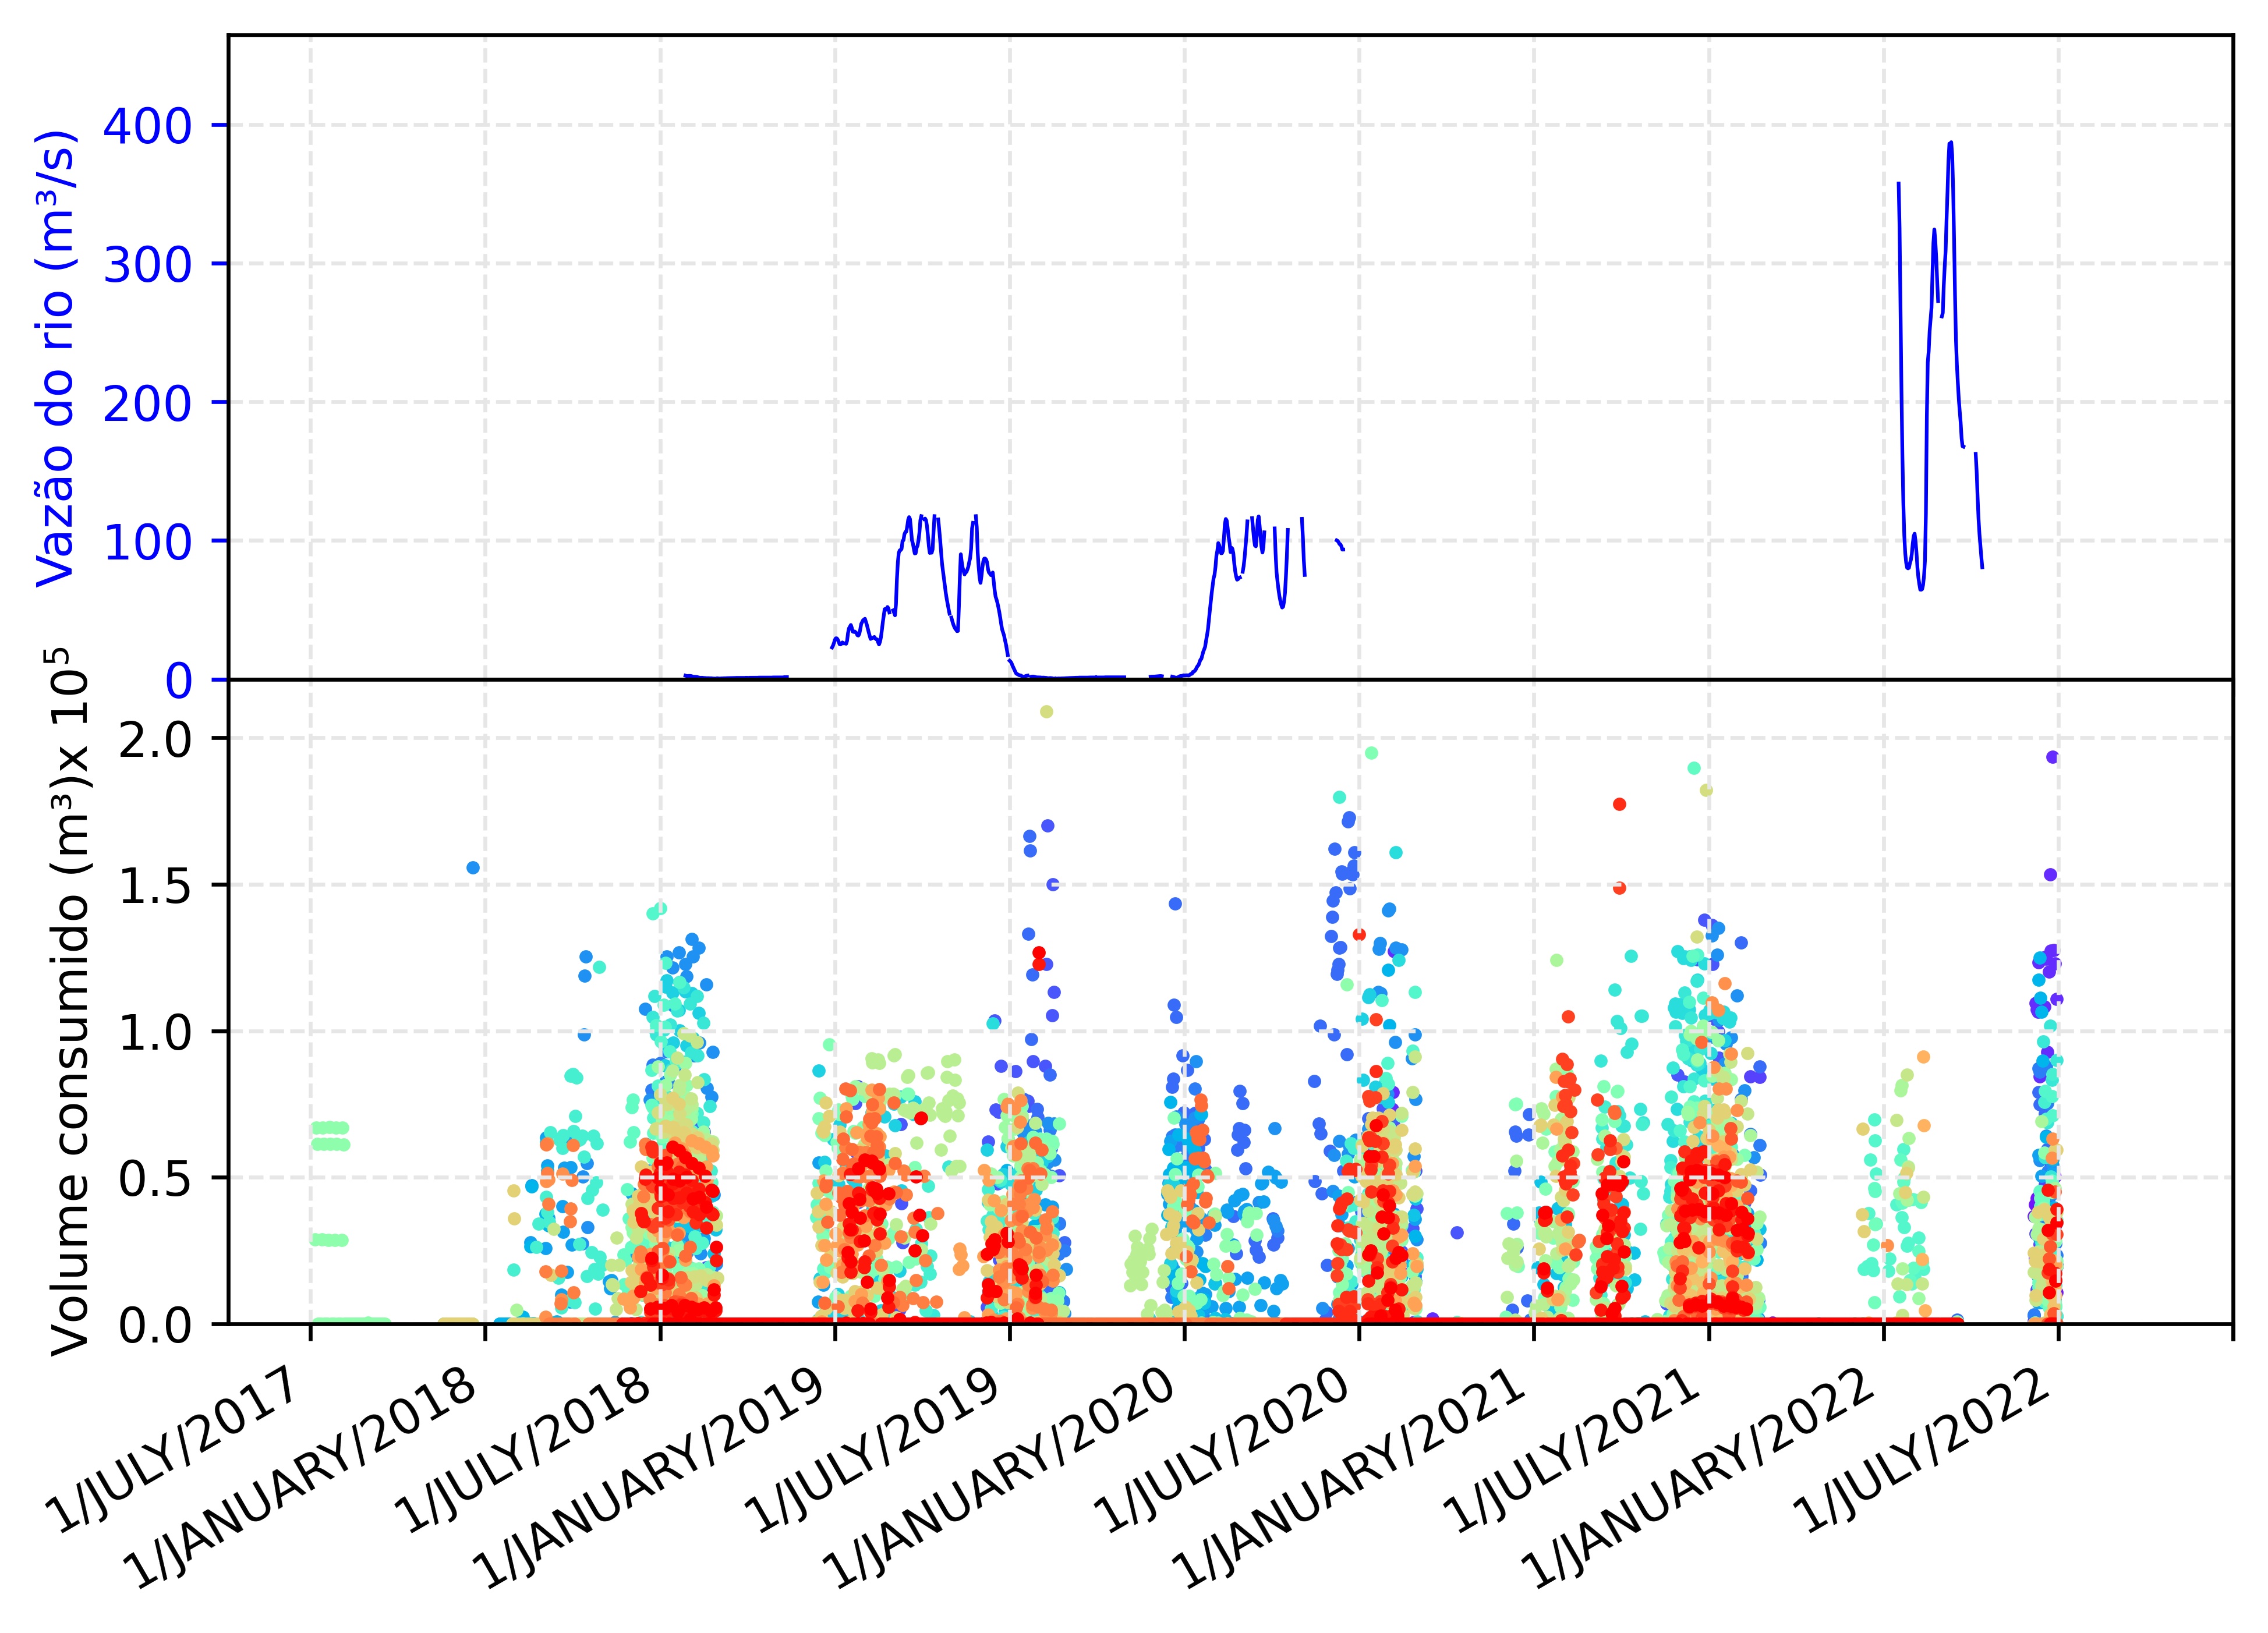 Vazão do rio (m³/s)
400
300
200
100
0
Volume consumido (m³)x 10⁵
2.0
1.5
1.0
0.5
0.0
1/JULY/2017
1/JANUARY/2018
1/JULY/2018
1/JANUARY/2019
1/JULY/2019
1/JANUARY/2020
1/JULY/2020
1/JANUARY/2021
1/JULY/2021
1/JANUARY/2022
1/JULY/2022